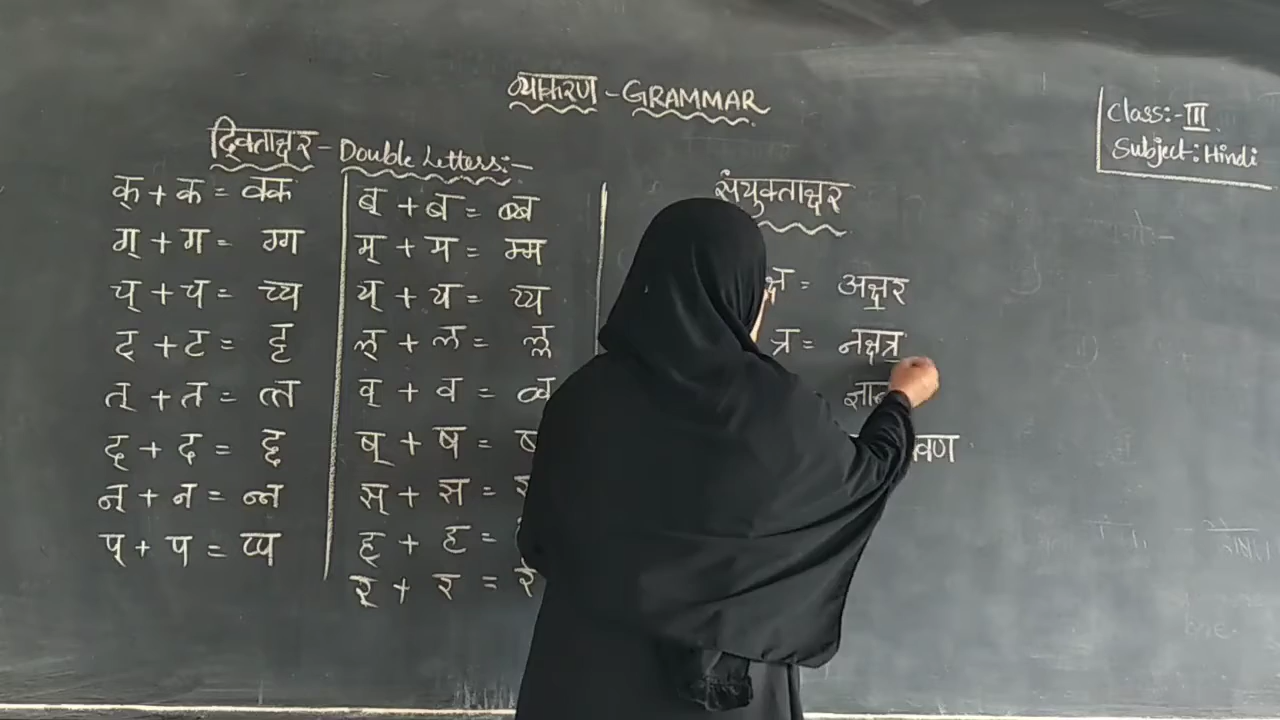 व्याकरण - GRAMMAR
Class:- III
Subject: Hindi
द्वित्ताक्षर - Double Letters:-
क् + क = क्क
ग् + ग = ग्ग
च् + च = च्च
ट् + ट = ट्ट
त् + त = त्त
द् + द = द्द
न् + न = न्न
प् + प = प्प
ब् + ब = ब्ब
म् + म = म्म
य् + य = य्य
ल् + ल = ल्ल
व् + व = व्व
ष् + ष =
स् + स =
ह् + ह =
र् + र =
संयुक्ताक्षर
क्ष = अक्षर
त्र = नक्षत्र